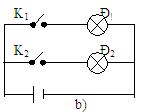 K₁ Đ₁
K₂ Đ₂
b)